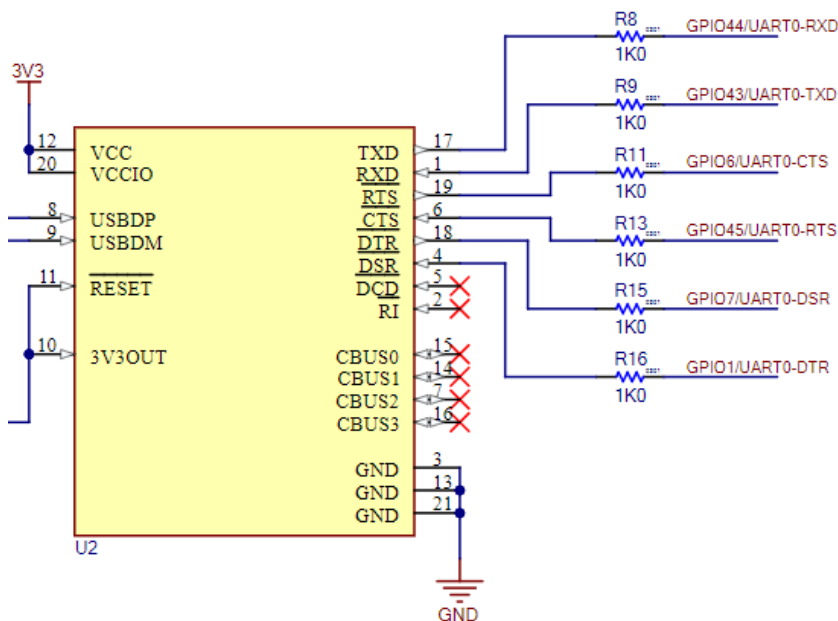 R8
GPIO44/UART0-RXD
1K0
3V3
R9
GPIO43/UART0-TXD
1K0
12 VCC TXD 17
R11
GPIO6/UART0-CTS
20 VCCIO RXD 1
1K0
RTS 19
8 USBDP CTS 6
R13
GPIO45/UART0-RTS
9 USBDM DTR 18
1K0
DSR 4
11 RESET DCD 5
R15
GPIO7/UART0-DSR
RI 2
1K0
10 3V3OUT CBUS0 15
R16
GPIO1/UART0-DTR
CBUS1 14
1K0
CBUS2 7
CBUS3 16
GND 3
GND 13
GND 21
U2
GND